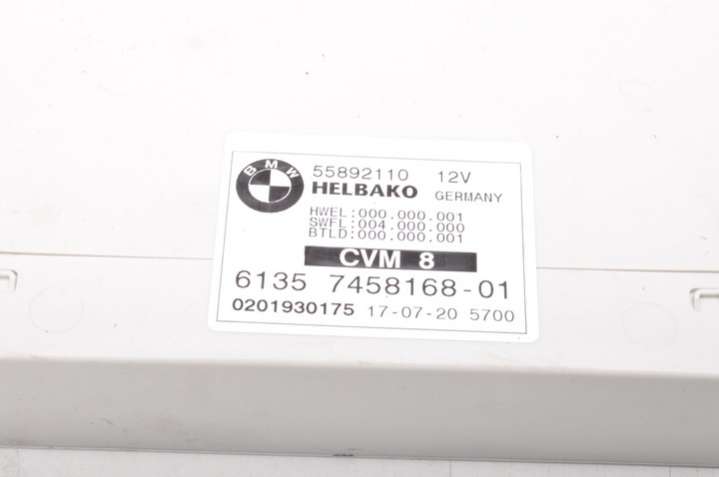 BMW
55892110 12V
HELBAKO GERMANY
HWEL:000.000.001
SWFL:004.000.000
BTLD:000.000.001
CVM 8
6135 7458168-01
0201930175 17-07-20 5700